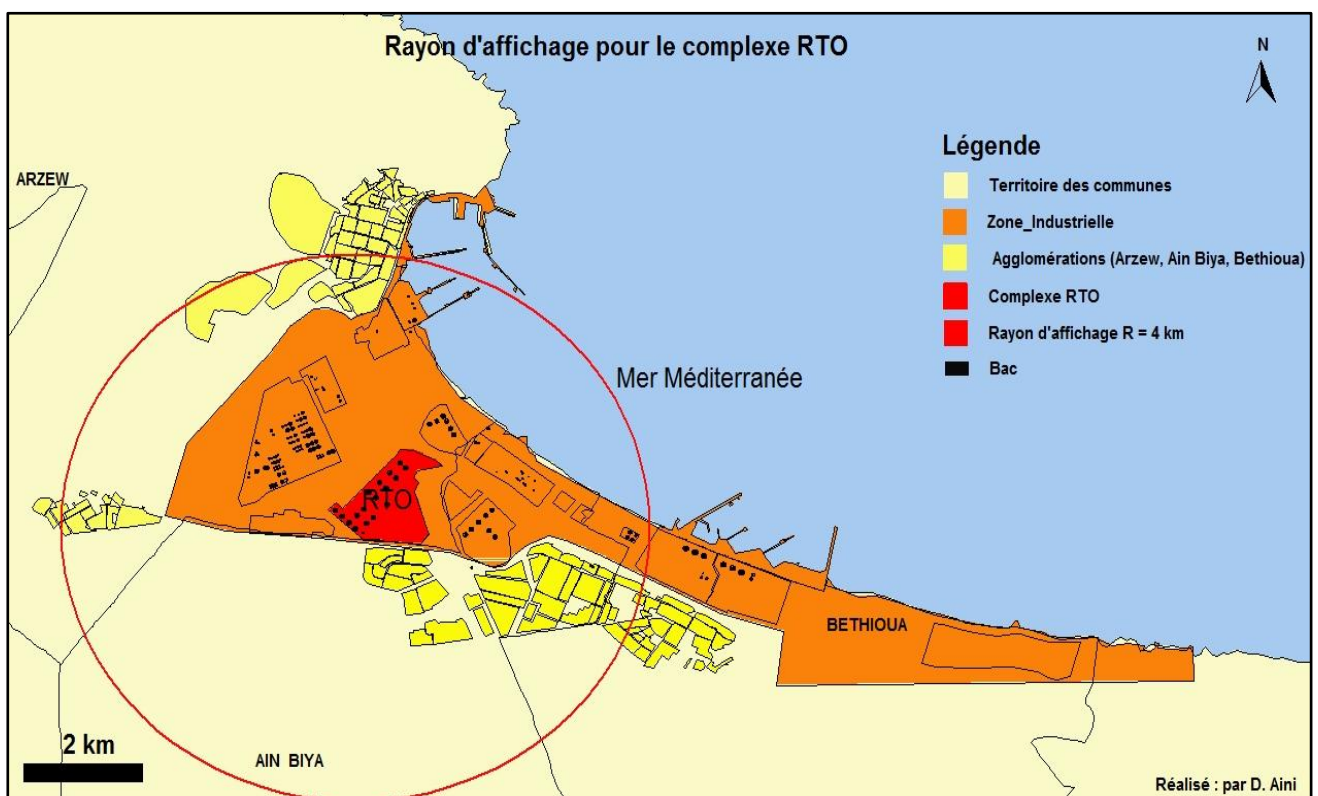 Rayon d'affichage pour le complexe RTO
N
Légende
Territoire des communes
Zone_Industrielle
Agglomérations (Arzew, Ain Biya, Bethioua)
Complexe RTO
Rayon d'affichage R = 4 km
Bac
ARZEW
Mer Méditerranée
RTO
BETHIOUA
2 km
AIN BIYA
Réalisé : par D. Aini